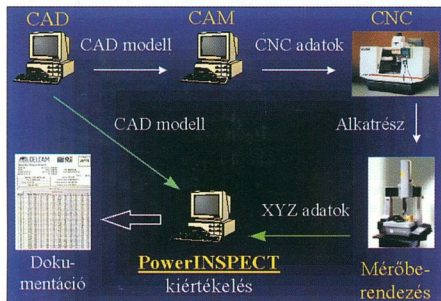 CAD
CAM
CNC
CAD modell
CNC adatok
CAD modell
Alkatrész
XYZ adatok
PowerINSPECT
kiértékelés
Doku-
mentáció
Mérőbe-
rendezés